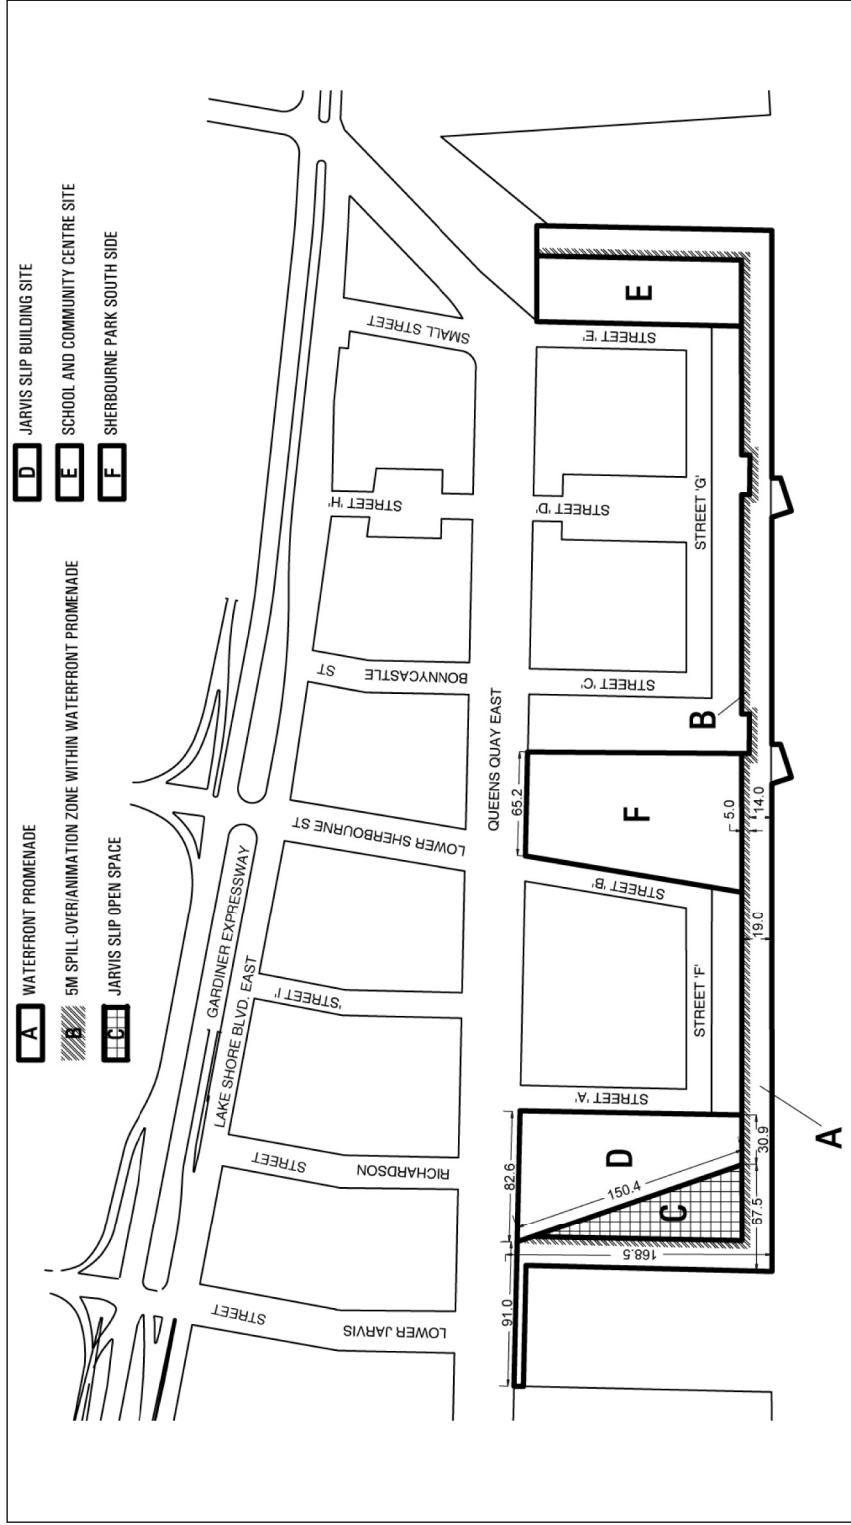 A WATERFRONT PROMENADE
B 5M SPILL-OVER/ANIMATION ZONE WITHIN WATERFRONT PROMENADE
C JARVIS SLIP OPEN SPACE
D JARVIS SLIP BUILDING SITE
E SCHOOL AND COMMUNITY CENTRE SITE
F SHERBOURNE PARK SOUTH SIDE
GARDINER EXPRESSWAY
LAKE SHORE BLVD. EAST
LOWER JARVIS
STREET
RICHARDSON
STREET
STREET 'I'
LOWER SHERBOURNE ST
BONNYCASTLE
ST
STREET 'H'
SMALL STREET
QUEENS QUAY EAST
STREET 'A'
STREET 'B'
STREET 'C'
STREET 'D'
STREET 'E'
STREET 'F'
STREET 'G'
91.0
82.6
65.2
150.4
168.5
67.5
30.9
19.0
5.0
14.0
A
B
C
D
E
F